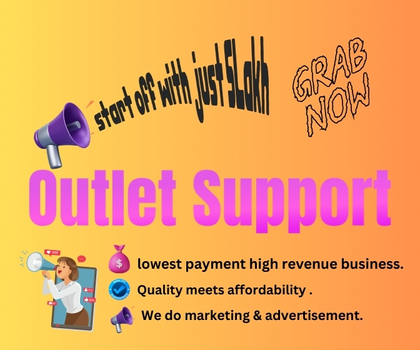 start off with just 5Lakh
GRAB
NOW
Outlet Support
lowest payment high revenue business.
Quality meets affordability .
We do marketing & advertisement.